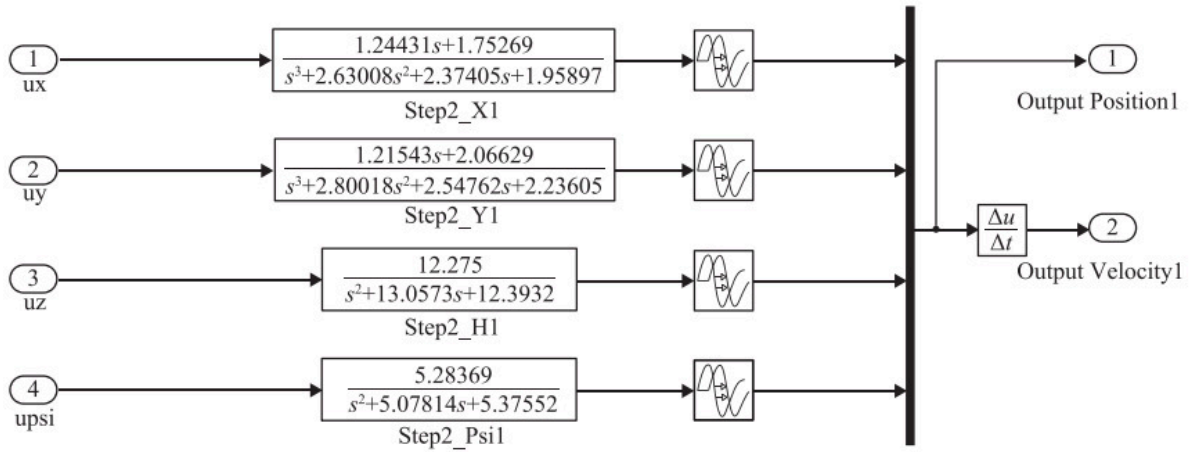 1
ux
1.24431s+1.75269
s³+2.63008s²+2.37405s+1.95897
Step2_X1
2
uy
1.21543s+2.06629
s³+2.80018s²+2.54762s+2.23605
Step2_Y1
3
uz
12.275
s²+13.0573s+12.3932
Step2_H1
4
upsi
5.28369
s²+5.07814s+5.37552
Step2_Psi1
1
Output Position1
Δu
Δt
2
Output Velocity1